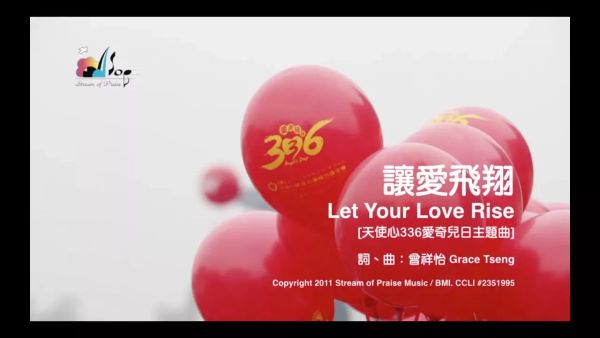 Stream of Praise
336
讓愛飛翔
Let Your Love Rise
[天使心336愛奇兒日主題曲]
詞、曲：曾祥怡 Grace Tseng
Copyright 2011 Stream of Praise Music / BMI. CCLI #2351995